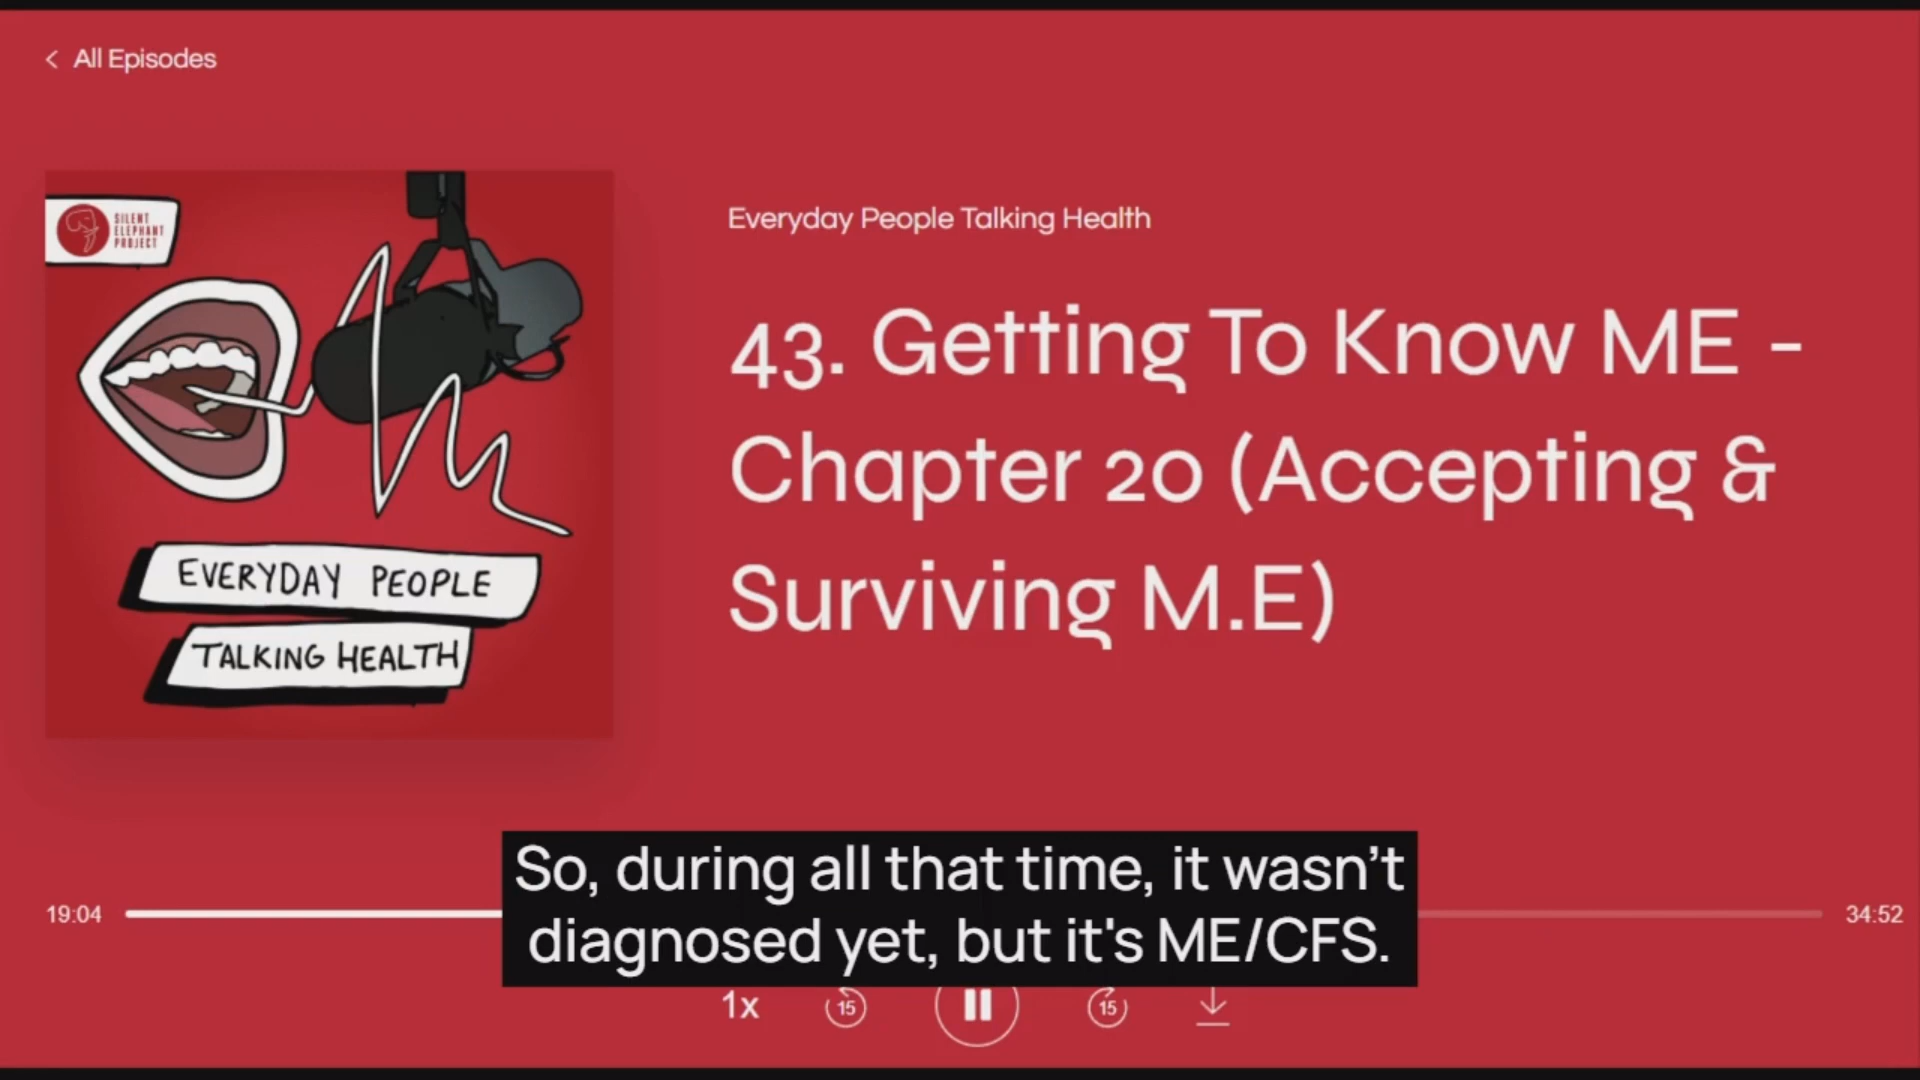 All Episodes
SILENT
ELEPHANT
PROJECT
EVERYDAY PEOPLE
TALKING HEALTH
Everyday People Talking Health
43. Getting To Know ME -
Chapter 20 (Accepting &
Surviving M.E)
So, during all that time, it wasn't
diagnosed yet, but it's ME/CFS.
19:04
34:52
1x
15
15